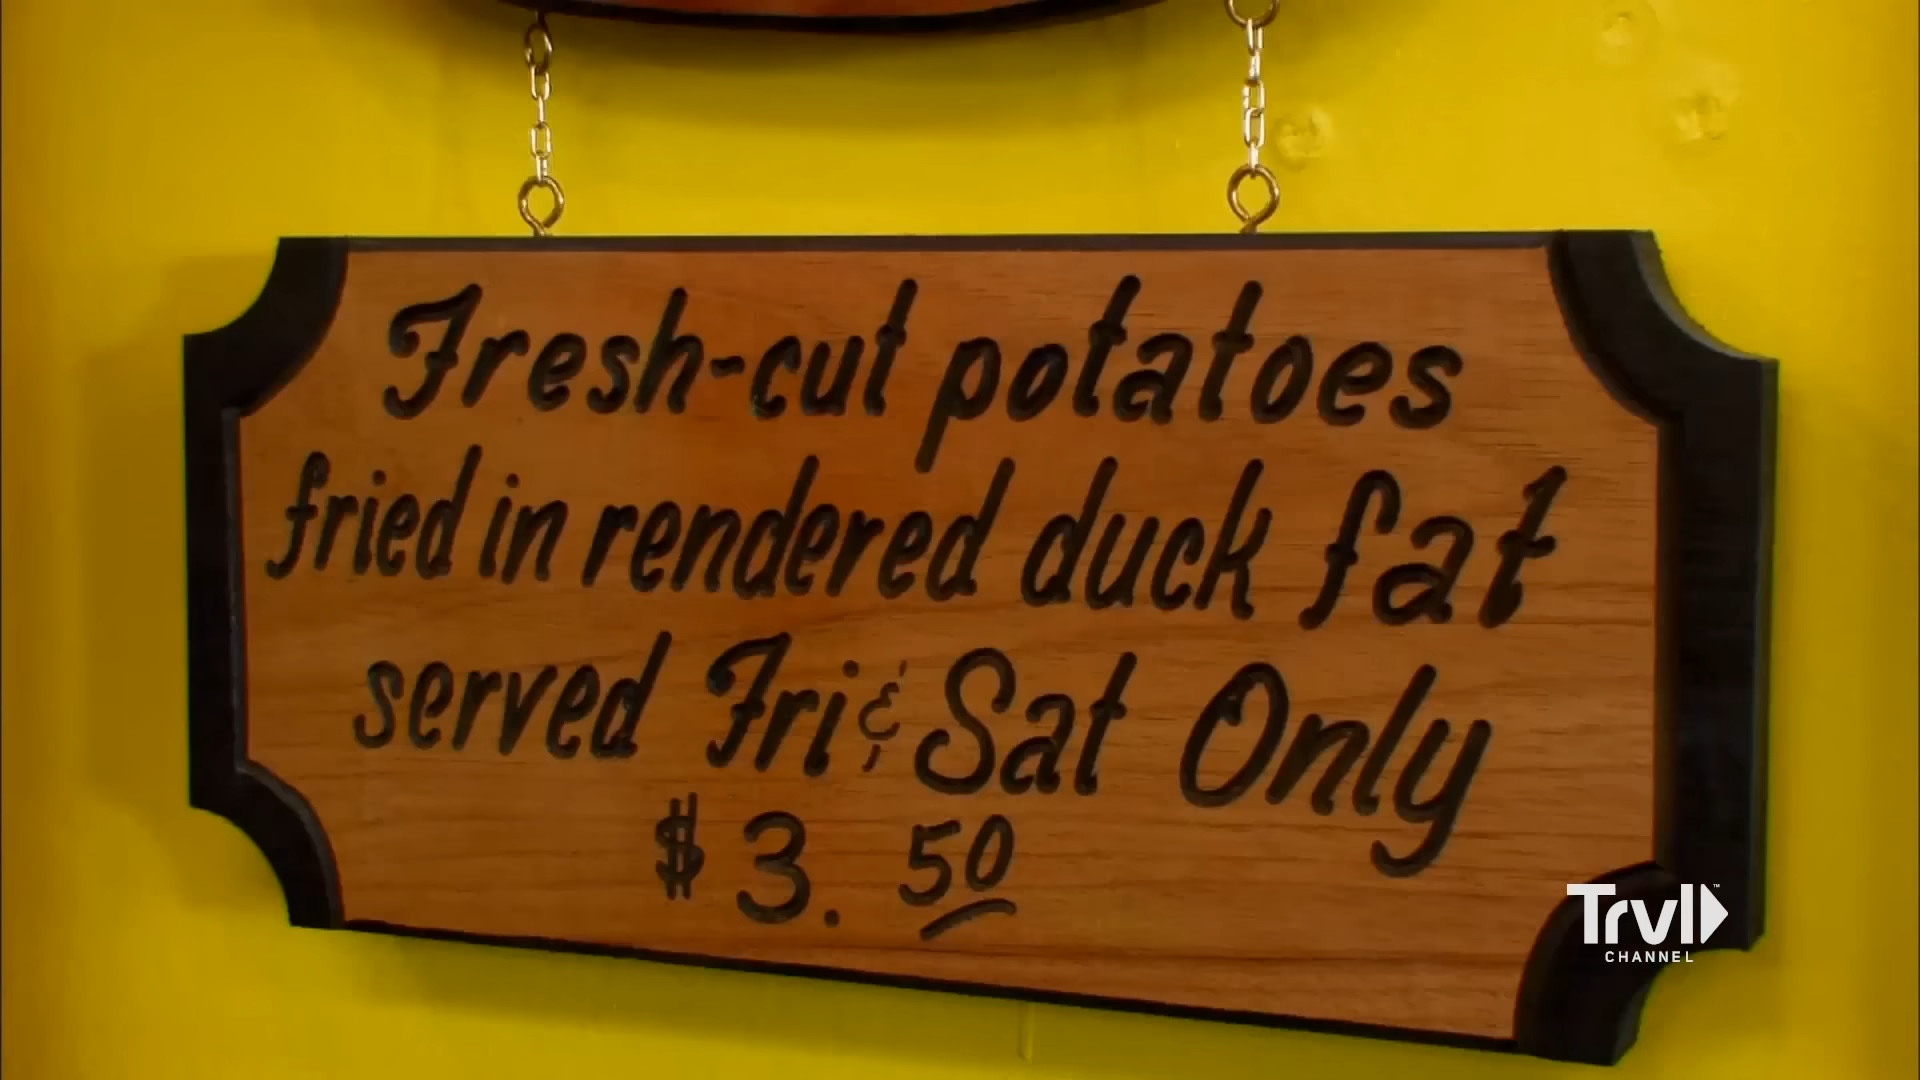 Fresh-cut potatoes
fried in rendered duck fat
served Fri & Sat Only
$3.50
Trvl
CHANNEL